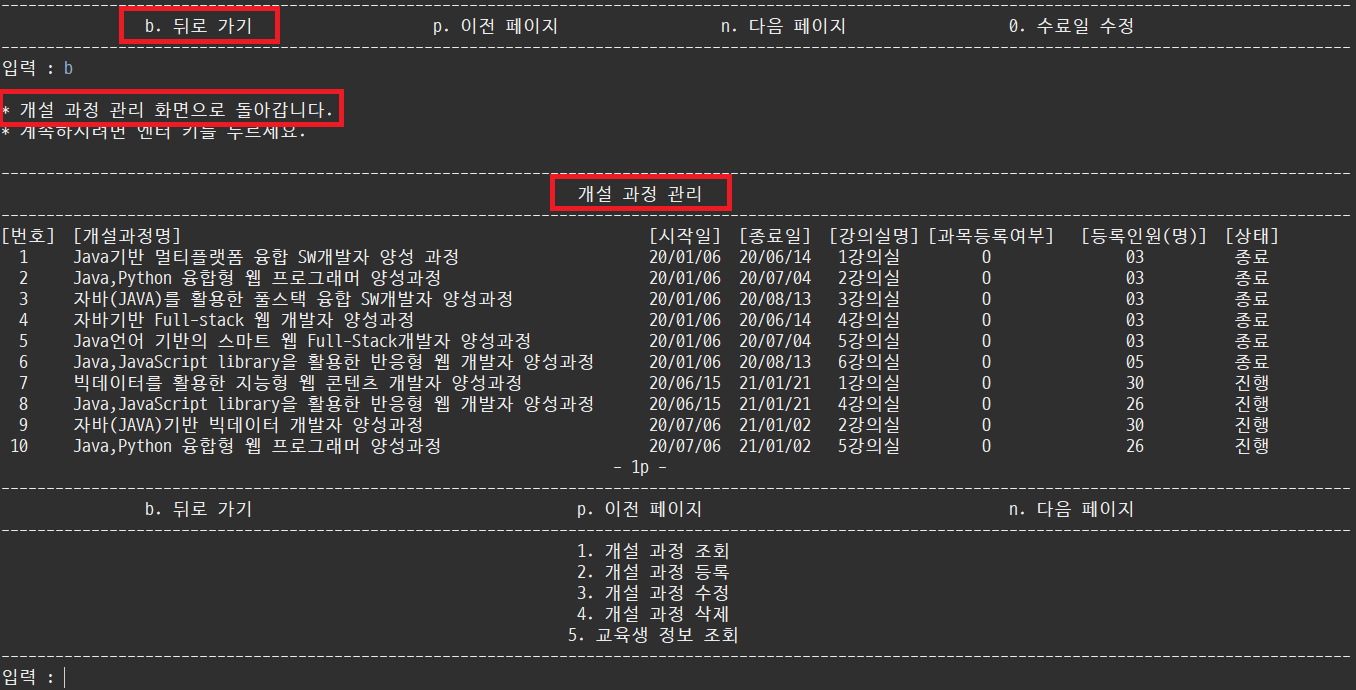 b. 뒤로 가기 p. 이전 페이지 n. 다음 페이지 0. 수료일 수정
입력 : b
* 개설 과정 관리 화면으로 돌아갑니다.
* 계속하시려면 엔터 키를 누르세요.
개설 과정 관리
[번호] [개설과정명] [시작일] [종료일] [강의실명] [과목등록여부] [등록인원(명)] [상태]
1 Java기반 멀티플랫폼 융합 SW개발자 양성 과정 20/01/06 20/06/14 1강의실 O 03 종료
2 Java,Python 융합형 웹 프로그래머 양성과정 20/01/06 20/07/04 2강의실 O 03 종료
3 자바(JAVA)를 활용한 풀스택 융합 SW개발자 양성과정 20/01/06 20/08/13 3강의실 O 03 종료
4 자바기반 Full-stack 웹 개발자 양성과정 20/01/06 20/06/14 4강의실 O 03 종료
5 Java언어 기반의 스마트 웹 Full-Stack개발자 양성과정 20/01/06 20/07/04 5강의실 O 03 종료
6 Java,JavaScript library을 활용한 반응형 웹 개발자 양성과정 20/01/06 20/08/13 6강의실 O 05 종료
7 빅데이터를 활용한 지능형 웹 콘텐츠 개발자 양성과정 20/06/15 21/01/21 1강의실 O 30 진행
8 Java,JavaScript library을 활용한 반응형 웹 개발자 양성과정 20/06/15 21/01/21 4강의실 O 26 진행
9 자바(JAVA)기반 빅데이터 개발자 양성과정 20/07/06 21/01/02 2강의실 O 30 진행
10 Java,Python 융합형 웹 프로그래머 양성과정 20/07/06 21/01/02 5강의실 O 26 진행
- 1p -
b. 뒤로 가기 p. 이전 페이지 n. 다음 페이지
1. 개설 과정 조회
2. 개설 과정 등록
3. 개설 과정 수정
4. 개설 과정 삭제
5. 교육생 정보 조회
입력 :